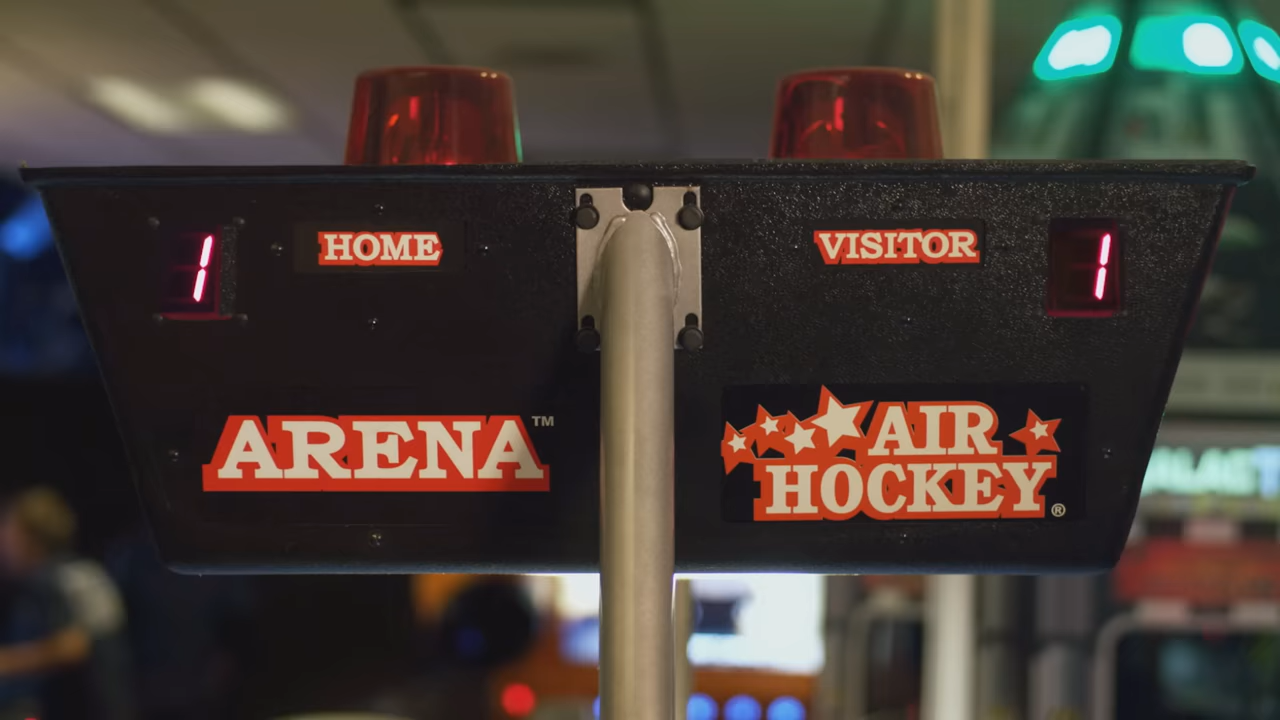 1
HOME
VISITOR
1
ARENA™
AIR
HOCKEY®